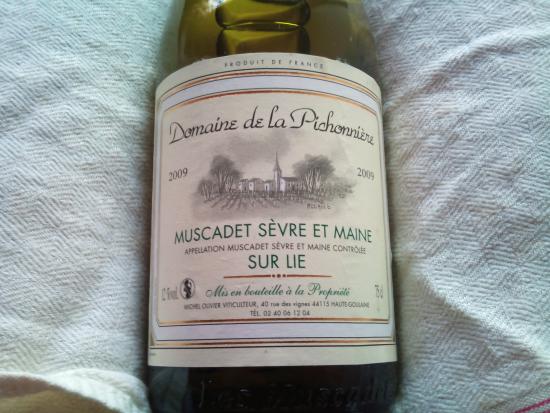 PRODUIT DE FRANCE
Domaine de la Pichonnière
2009 2009
MUSCADET SÈVRE ET MAINE
APPELLATION MUSCADET SÈVRE ET MAINE CONTRÔLÉE
SUR LIE
12 % vol. Mis en bouteille à la Propriété 75 cl
MICHEL OLIVIER VITICULTEUR, 40 rue des vignes 44115 HAUTE-GOULAINE
TÉL. 02 40 06 12 04